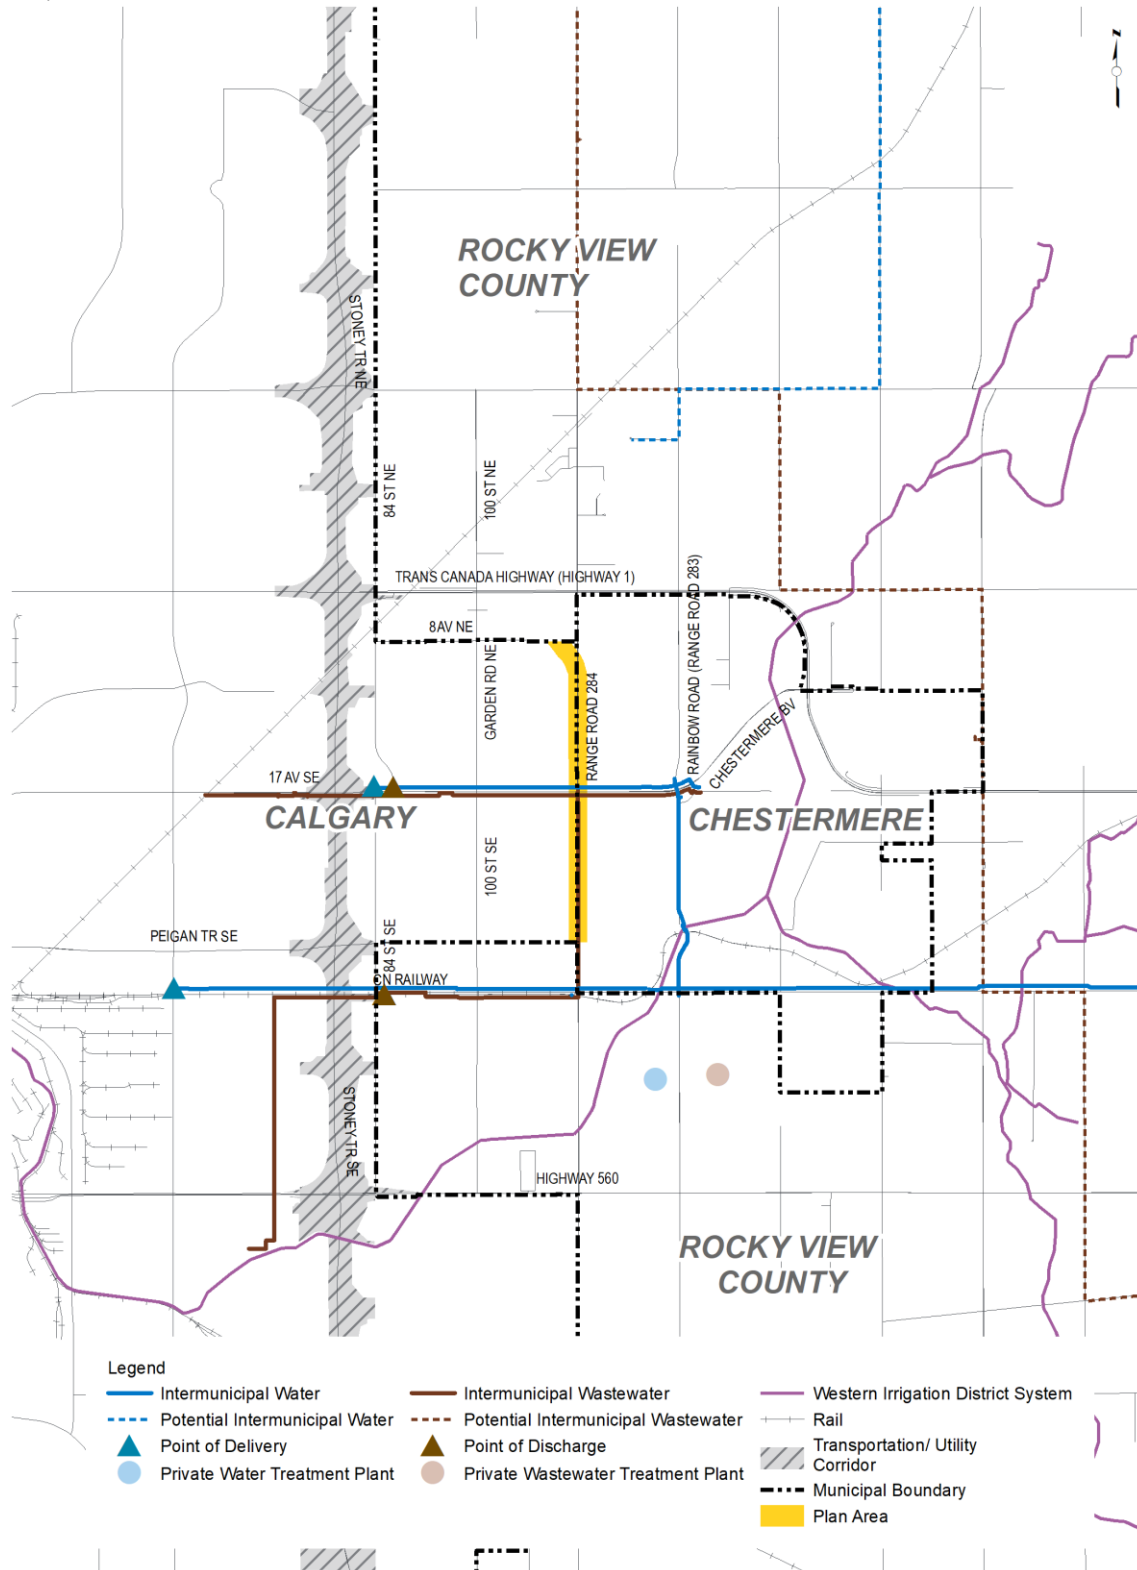 N
ROCKY VIEW
COUNTY
STONEY TR NE
84 ST NE
100 ST NE
TRANS CANADA HIGHWAY (HIGHWAY 1)
RAINBOW ROAD (RANGE ROAD 283)
8 AV NE
GARDEN RD NE
RANGE ROAD 284
CHESTERMERE BV
17 AV SE
CALGARY
CHESTERMERE
100 ST SE
PEIGAN TR SE
84 ST SE
CN RAILWAY
STONEY TR SE
HIGHWAY 560
ROCKY VIEW
COUNTY
Legend
Intermunicipal Water
Potential Intermunicipal Water
Point of Delivery
Private Water Treatment Plant
Intermunicipal Wastewater
Potential Intermunicipal Wastewater
Point of Discharge
Private Wastewater Treatment Plant
Western Irrigation District System
Rail
Transportation/ Utility
Corridor
Municipal Boundary
Plan Area